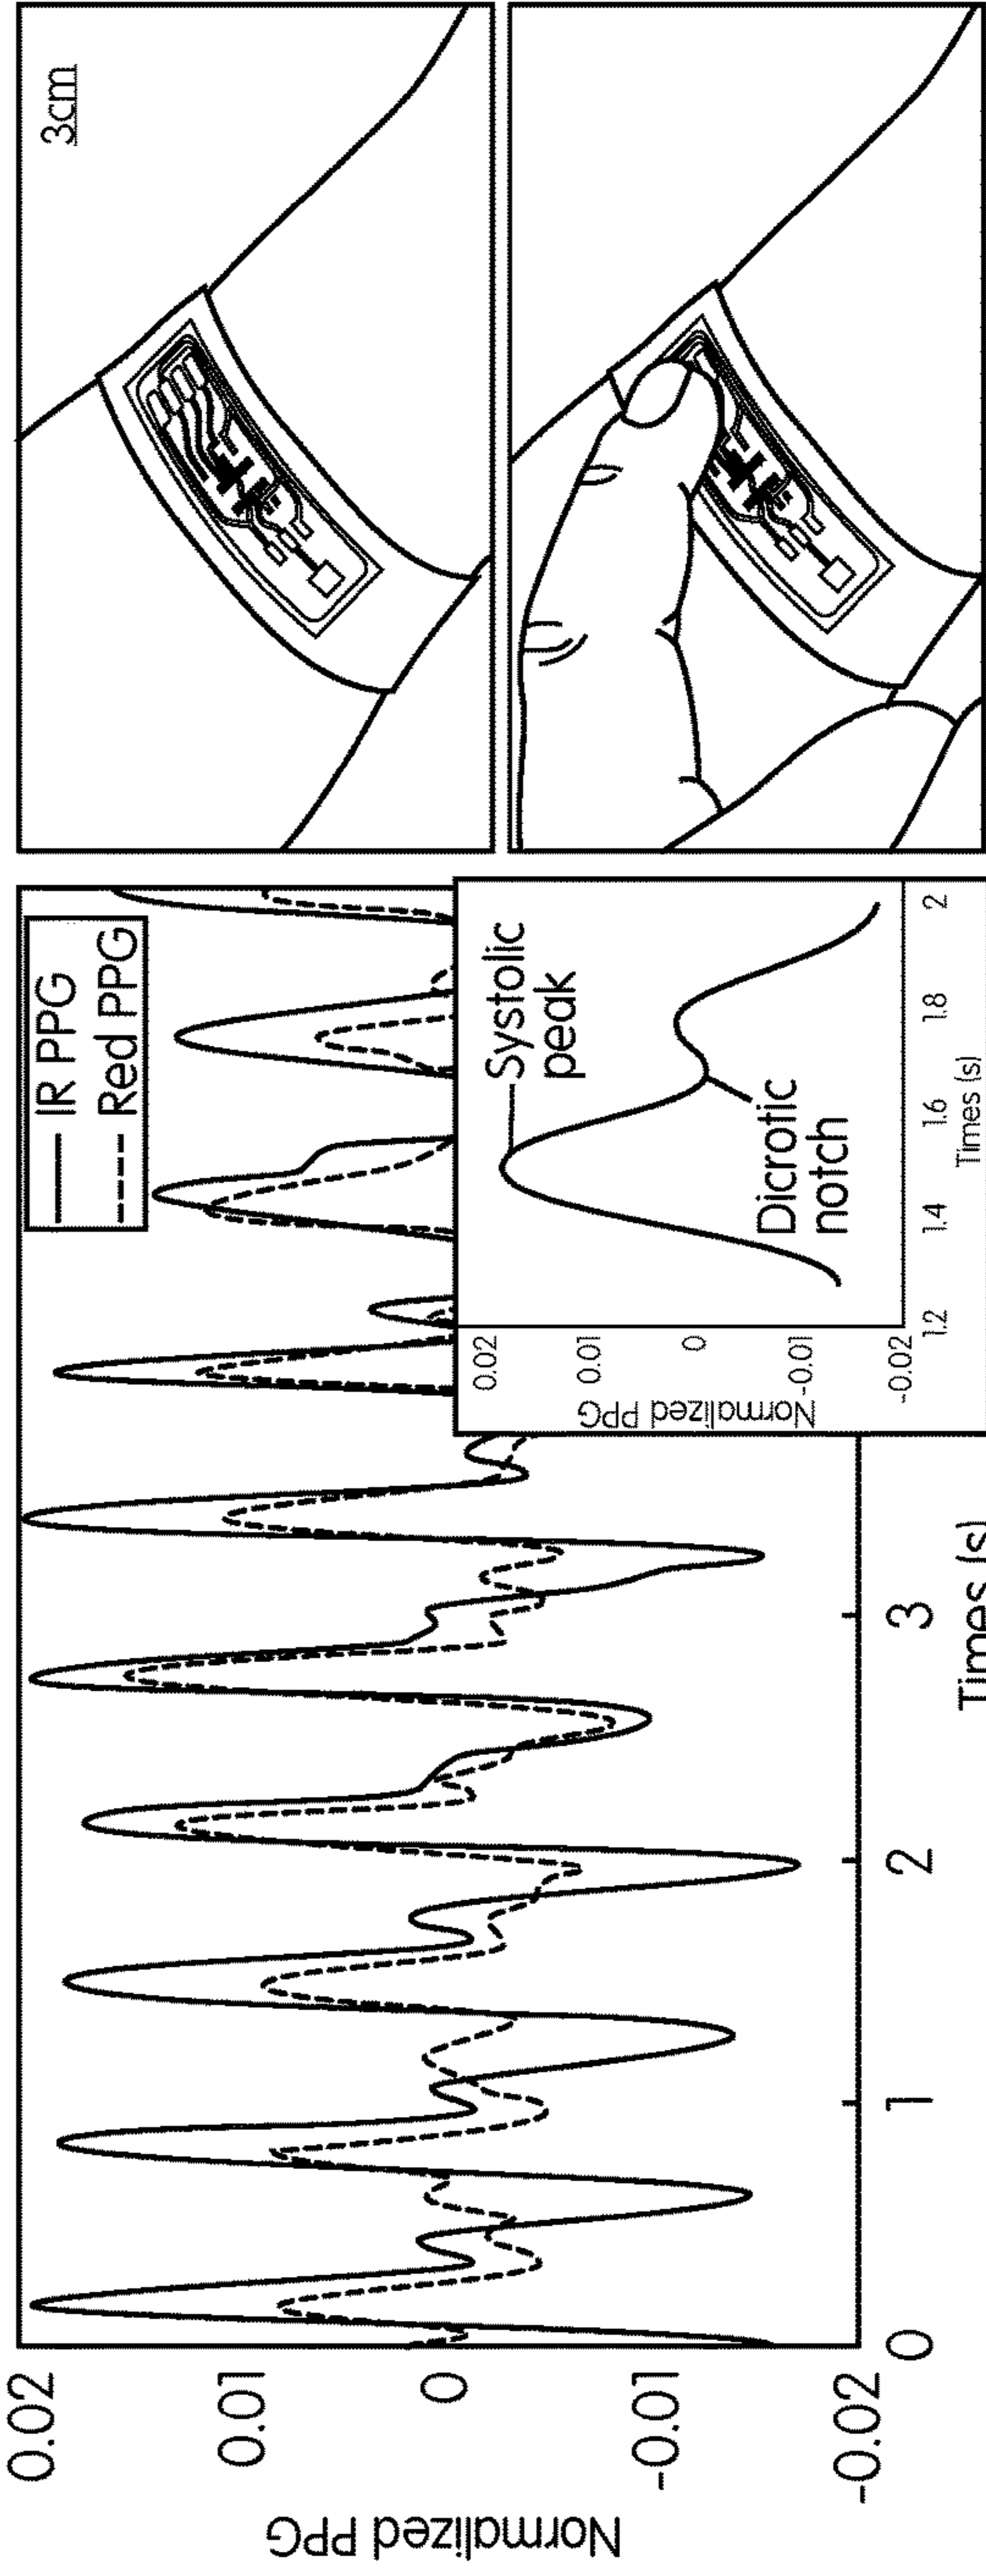 Normalized PPG
0.02
0.01
0
-0.01
-0.02
0
1
2
3
Times (s)
IR PPG
Red PPG
Normalized PPG
0.02
0.01
0
-0.01
-0.02
1.2
1.4
1.6
1.8
2
Times (s)
Systolic
peak
Dicrotic
notch
3cm